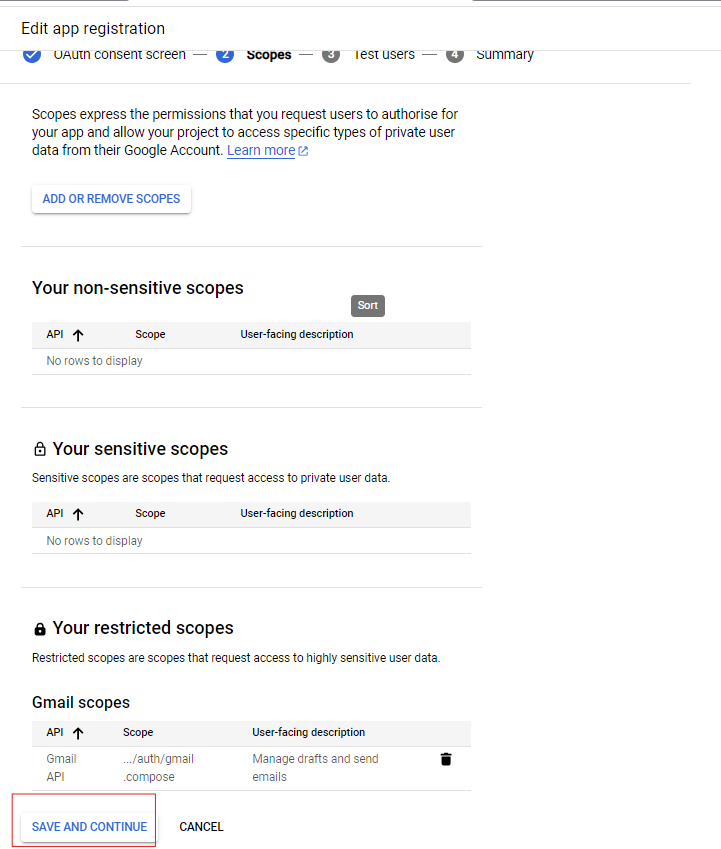 Edit app registration
OAuth consent screen — 2 Scopes — 3 Test users — 4 Summary
Scopes express the permissions that you request users to authorise for
your app and allow your project to access specific types of private user
data from their Google Account. Learn more
ADD OR REMOVE SCOPES
Your non-sensitive scopes
Sort
API Scope User-facing description
No rows to display
Your sensitive scopes
Sensitive scopes are scopes that request access to private user data.
API Scope User-facing description
No rows to display
Your restricted scopes
Restricted scopes are scopes that request access to highly sensitive user data.
Gmail scopes
API Scope User-facing description
Gmail .../auth/gmail Manage drafts and send
API .compose emails
SAVE AND CONTINUE CANCEL